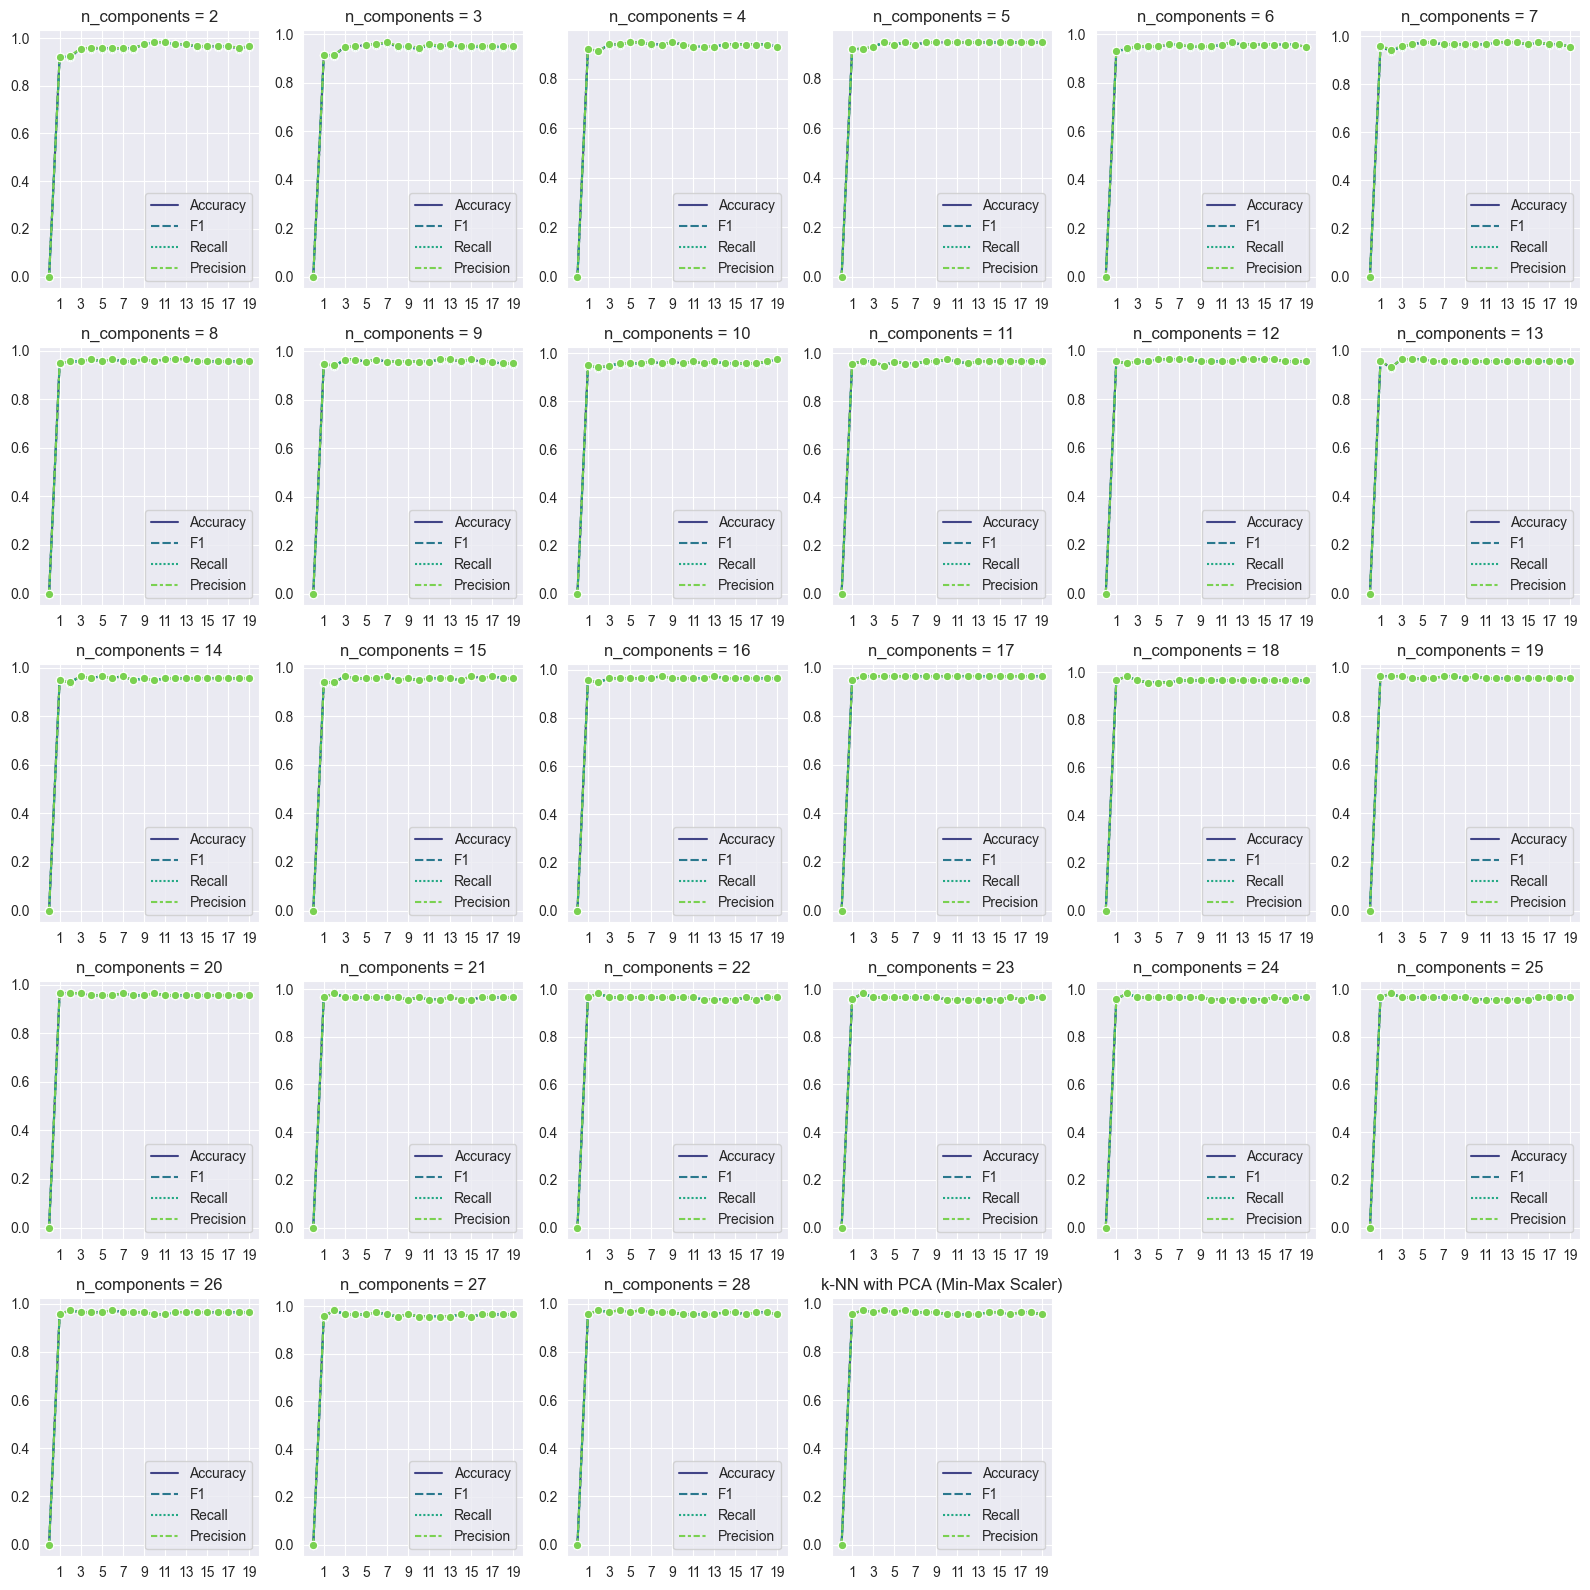 n_components = 2
1.0
0.8
0.6
0.4
0.2
0.0
Accuracy
F1
Recall
Precision
1 3 5 7 9 11 13 15 17 19
n_components = 3
1.0
0.8
0.6
0.4
0.2
0.0
Accuracy
F1
Recall
Precision
1 3 5 7 9 11 13 15 17 19
n_components = 4
0.8
0.6
0.4
0.2
0.0
Accuracy
F1
Recall
Precision
1 3 5 7 9 11 13 15 17 19
n_components = 5
0.8
0.6
0.4
0.2
0.0
Accuracy
F1
Recall
Precision
1 3 5 7 9 11 13 15 17 19
n_components = 6
1.0
0.8
0.6
0.4
0.2
0.0
Accuracy
F1
Recall
Precision
1 3 5 7 9 11 13 15 17 19
n_components = 7
1.0
0.8
0.6
0.4
0.2
0.0
Accuracy
F1
Recall
Precision
1 3 5 7 9 11 13 15 17 19
n_components = 8
1.0
0.8
0.6
0.4
0.2
0.0
Accuracy
F1
Recall
Precision
1 3 5 7 9 11 13 15 17 19
n_components = 9
1.0
0.8
0.6
0.4
0.2
0.0
Accuracy
F1
Recall
Precision
1 3 5 7 9 11 13 15 17 19
n_components = 10
1.0
0.8
0.6
0.4
0.2
0.0
Accuracy
F1
Recall
Precision
1 3 5 7 9 11 13 15 17 19
n_components = 11
1.0
0.8
0.6
0.4
0.2
0.0
Accuracy
F1
Recall
Precision
1 3 5 7 9 11 13 15 17 19
n_components = 12
1.0
0.8
0.6
0.4
0.2
0.0
Accuracy
F1
Recall
Precision
1 3 5 7 9 11 13 15 17 19
n_components = 13
1.0
0.8
0.6
0.4
0.2
0.0
Accuracy
F1
Recall
Precision
1 3 5 7 9 11 13 15 17 19
n_components = 14
1.0
0.8
0.6
0.4
0.2
0.0
Accuracy
F1
Recall
Precision
1 3 5 7 9 11 13 15 17 19
n_components = 15
1.0
0.8
0.6
0.4
0.2
0.0
Accuracy
F1
Recall
Precision
1 3 5 7 9 11 13 15 17 19
n_components = 16
1.0
0.8
0.6
0.4
0.2
0.0
Accuracy
F1
Recall
Precision
1 3 5 7 9 11 13 15 17 19
n_components = 17
1.0
0.8
0.6
0.4
0.2
0.0
Accuracy
F1
Recall
Precision
1 3 5 7 9 11 13 15 17 19
n_components = 18
1.0
0.8
0.6
0.4
0.2
0.0
Accuracy
F1
Recall
Precision
1 3 5 7 9 11 13 15 17 19
n_components = 19
1.0
0.8
0.6
0.4
0.2
0.0
Accuracy
F1
Recall
Precision
1 3 5 7 9 11 13 15 17 19
n_components = 20
1.0
0.8
0.6
0.4
0.2
0.0
Accuracy
F1
Recall
Precision
1 3 5 7 9 11 13 15 17 19
n_components = 21
1.0
0.8
0.6
0.4
0.2
0.0
Accuracy
F1
Recall
Precision
1 3 5 7 9 11 13 15 17 19
n_components = 22
1.0
0.8
0.6
0.4
0.2
0.0
Accuracy
F1
Recall
Precision
1 3 5 7 9 11 13 15 17 19
n_components = 23
1.0
0.8
0.6
0.4
0.2
0.0
Accuracy
F1
Recall
Precision
1 3 5 7 9 11 13 15 17 19
n_components = 24
1.0
0.8
0.6
0.4
0.2
0.0
Accuracy
F1
Recall
Precision
1 3 5 7 9 11 13 15 17 19
n_components = 25
1.0
0.8
0.6
0.4
0.2
0.0
Accuracy
F1
Recall
Precision
1 3 5 7 9 11 13 15 17 19
n_components = 26
1.0
0.8
0.6
0.4
0.2
0.0
Accuracy
F1
Recall
Precision
1 3 5 7 9 11 13 15 17 19
n_components = 27
1.0
0.8
0.6
0.4
0.2
0.0
Accuracy
F1
Recall
Precision
1 3 5 7 9 11 13 15 17 19
n_components = 28
1.0
0.8
0.6
0.4
0.2
0.0
Accuracy
F1
Recall
Precision
1 3 5 7 9 11 13 15 17 19
k-NN with PCA (Min-Max Scaler)
1.0
0.8
0.6
0.4
0.2
0.0
Accuracy
F1
Recall
Precision
1 3 5 7 9 11 13 15 17 19